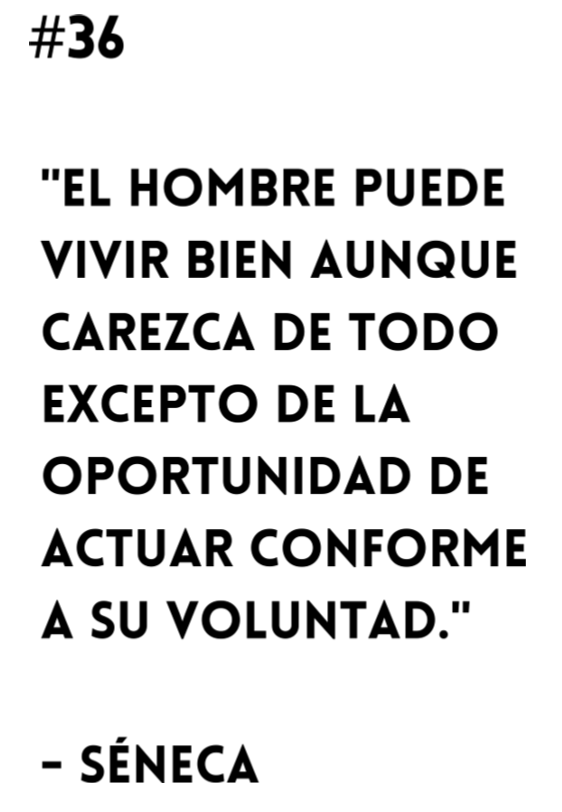 #36
"EL HOMBRE PUEDE
VIVIR BIEN AUNQUE
CAREZCA DE TODO
EXCEPTO DE LA
OPORTUNIDAD DE
ACTUAR CONFORME
A SU VOLUNTAD."
- SÉNECA